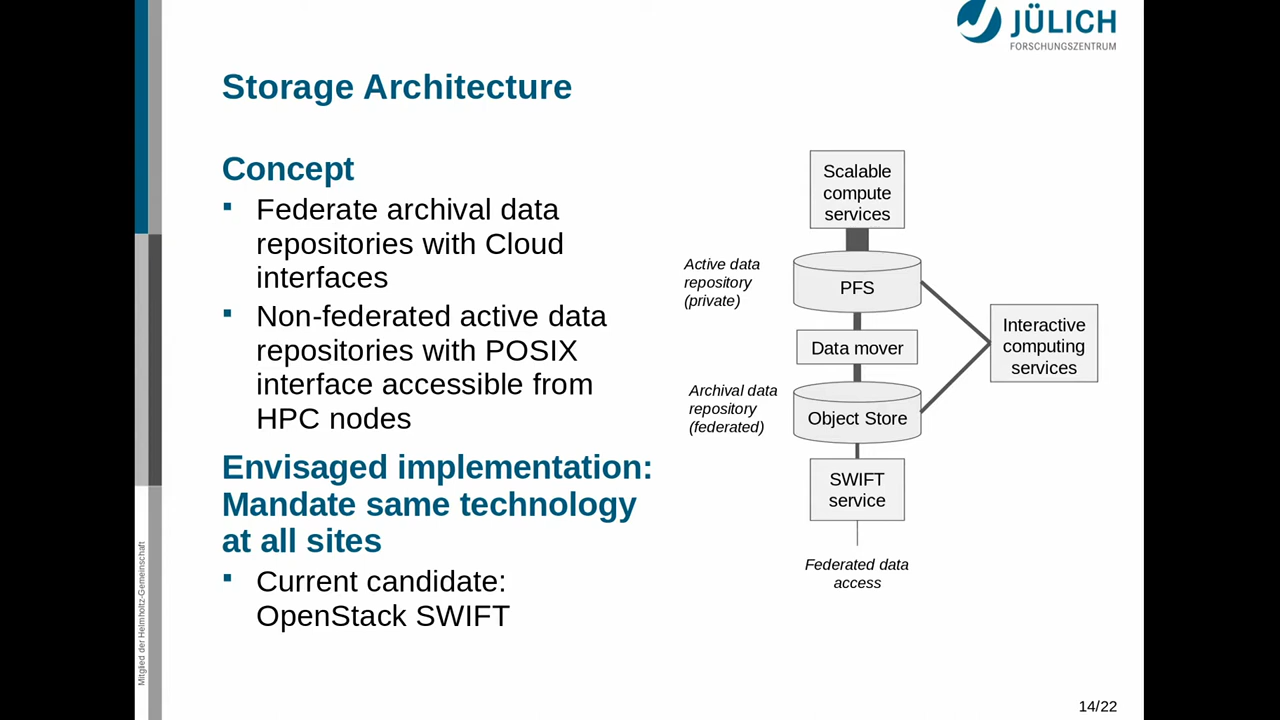 JÜLICH
FORSCHUNGSZENTRUM
Storage Architecture
Concept
▪ Federate archival data
repositories with Cloud
interfaces
▪ Non-federated active data
repositories with POSIX
interface accessible from
HPC nodes
Envisaged implementation:
Mandate same technology
at all sites
▪ Current candidate:
OpenStack SWIFT
Scalable
compute
services
Active data
repository
(private)
PFS
Data mover
Interactive
computing
services
Archival data
repository
(federated)
Object Store
SWIFT
service
Federated data
access
Mitglied der Helmholtz-Gemeinschaft
14/22